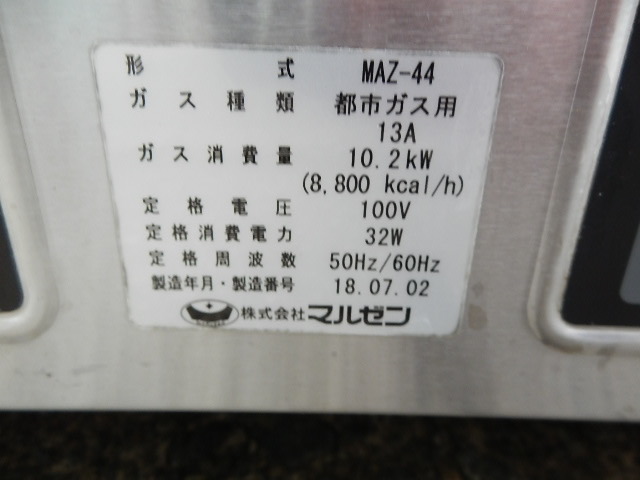 形式 MAZ-44
ガス種類 都市ガス用
13A
ガス消費量 10.2kW
(8,800 kcal/h)
定格電圧 100V
定格消費電力 32W
定格周波数 50Hz/60Hz
製造年月・製造番号 18.07.02
株式会社マルゼン